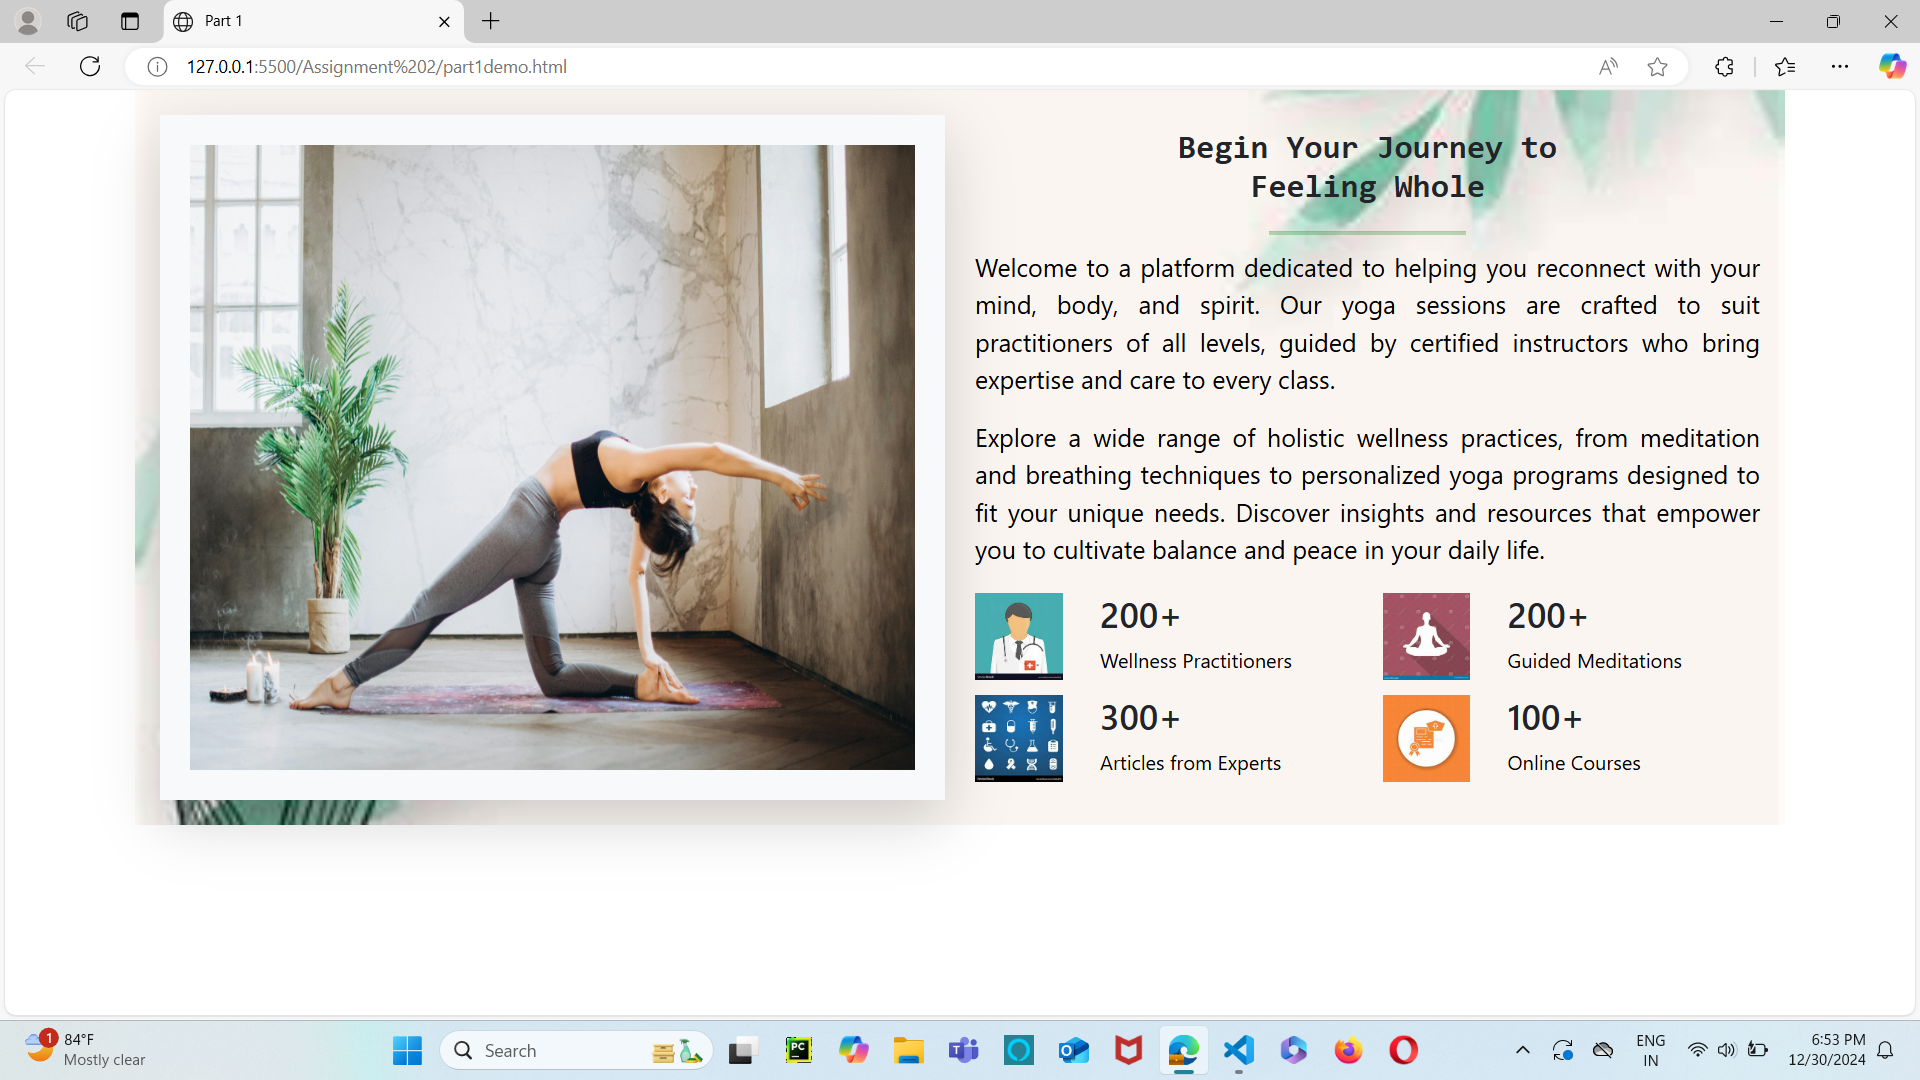 Part 1
127.0.0.1:5500/Assignment%202/part1demo.html
Begin Your Journey to
Feeling Whole
Welcome to a platform dedicated to helping you reconnect with your
mind, body, and spirit. Our yoga sessions are crafted to suit
practitioners of all levels, guided by certified instructors who bring
expertise and care to every class.
Explore a wide range of holistic wellness practices, from meditation
and breathing techniques to personalized yoga programs designed to
fit your unique needs. Discover insights and resources that empower
you to cultivate balance and peace in your daily life.
200+
Wellness Practitioners
200+
Guided Meditations
300+
Articles from Experts
100+
Online Courses
1
84°F
Mostly clear
Search
PC
ENG
IN
6:53 PM
12/30/2024